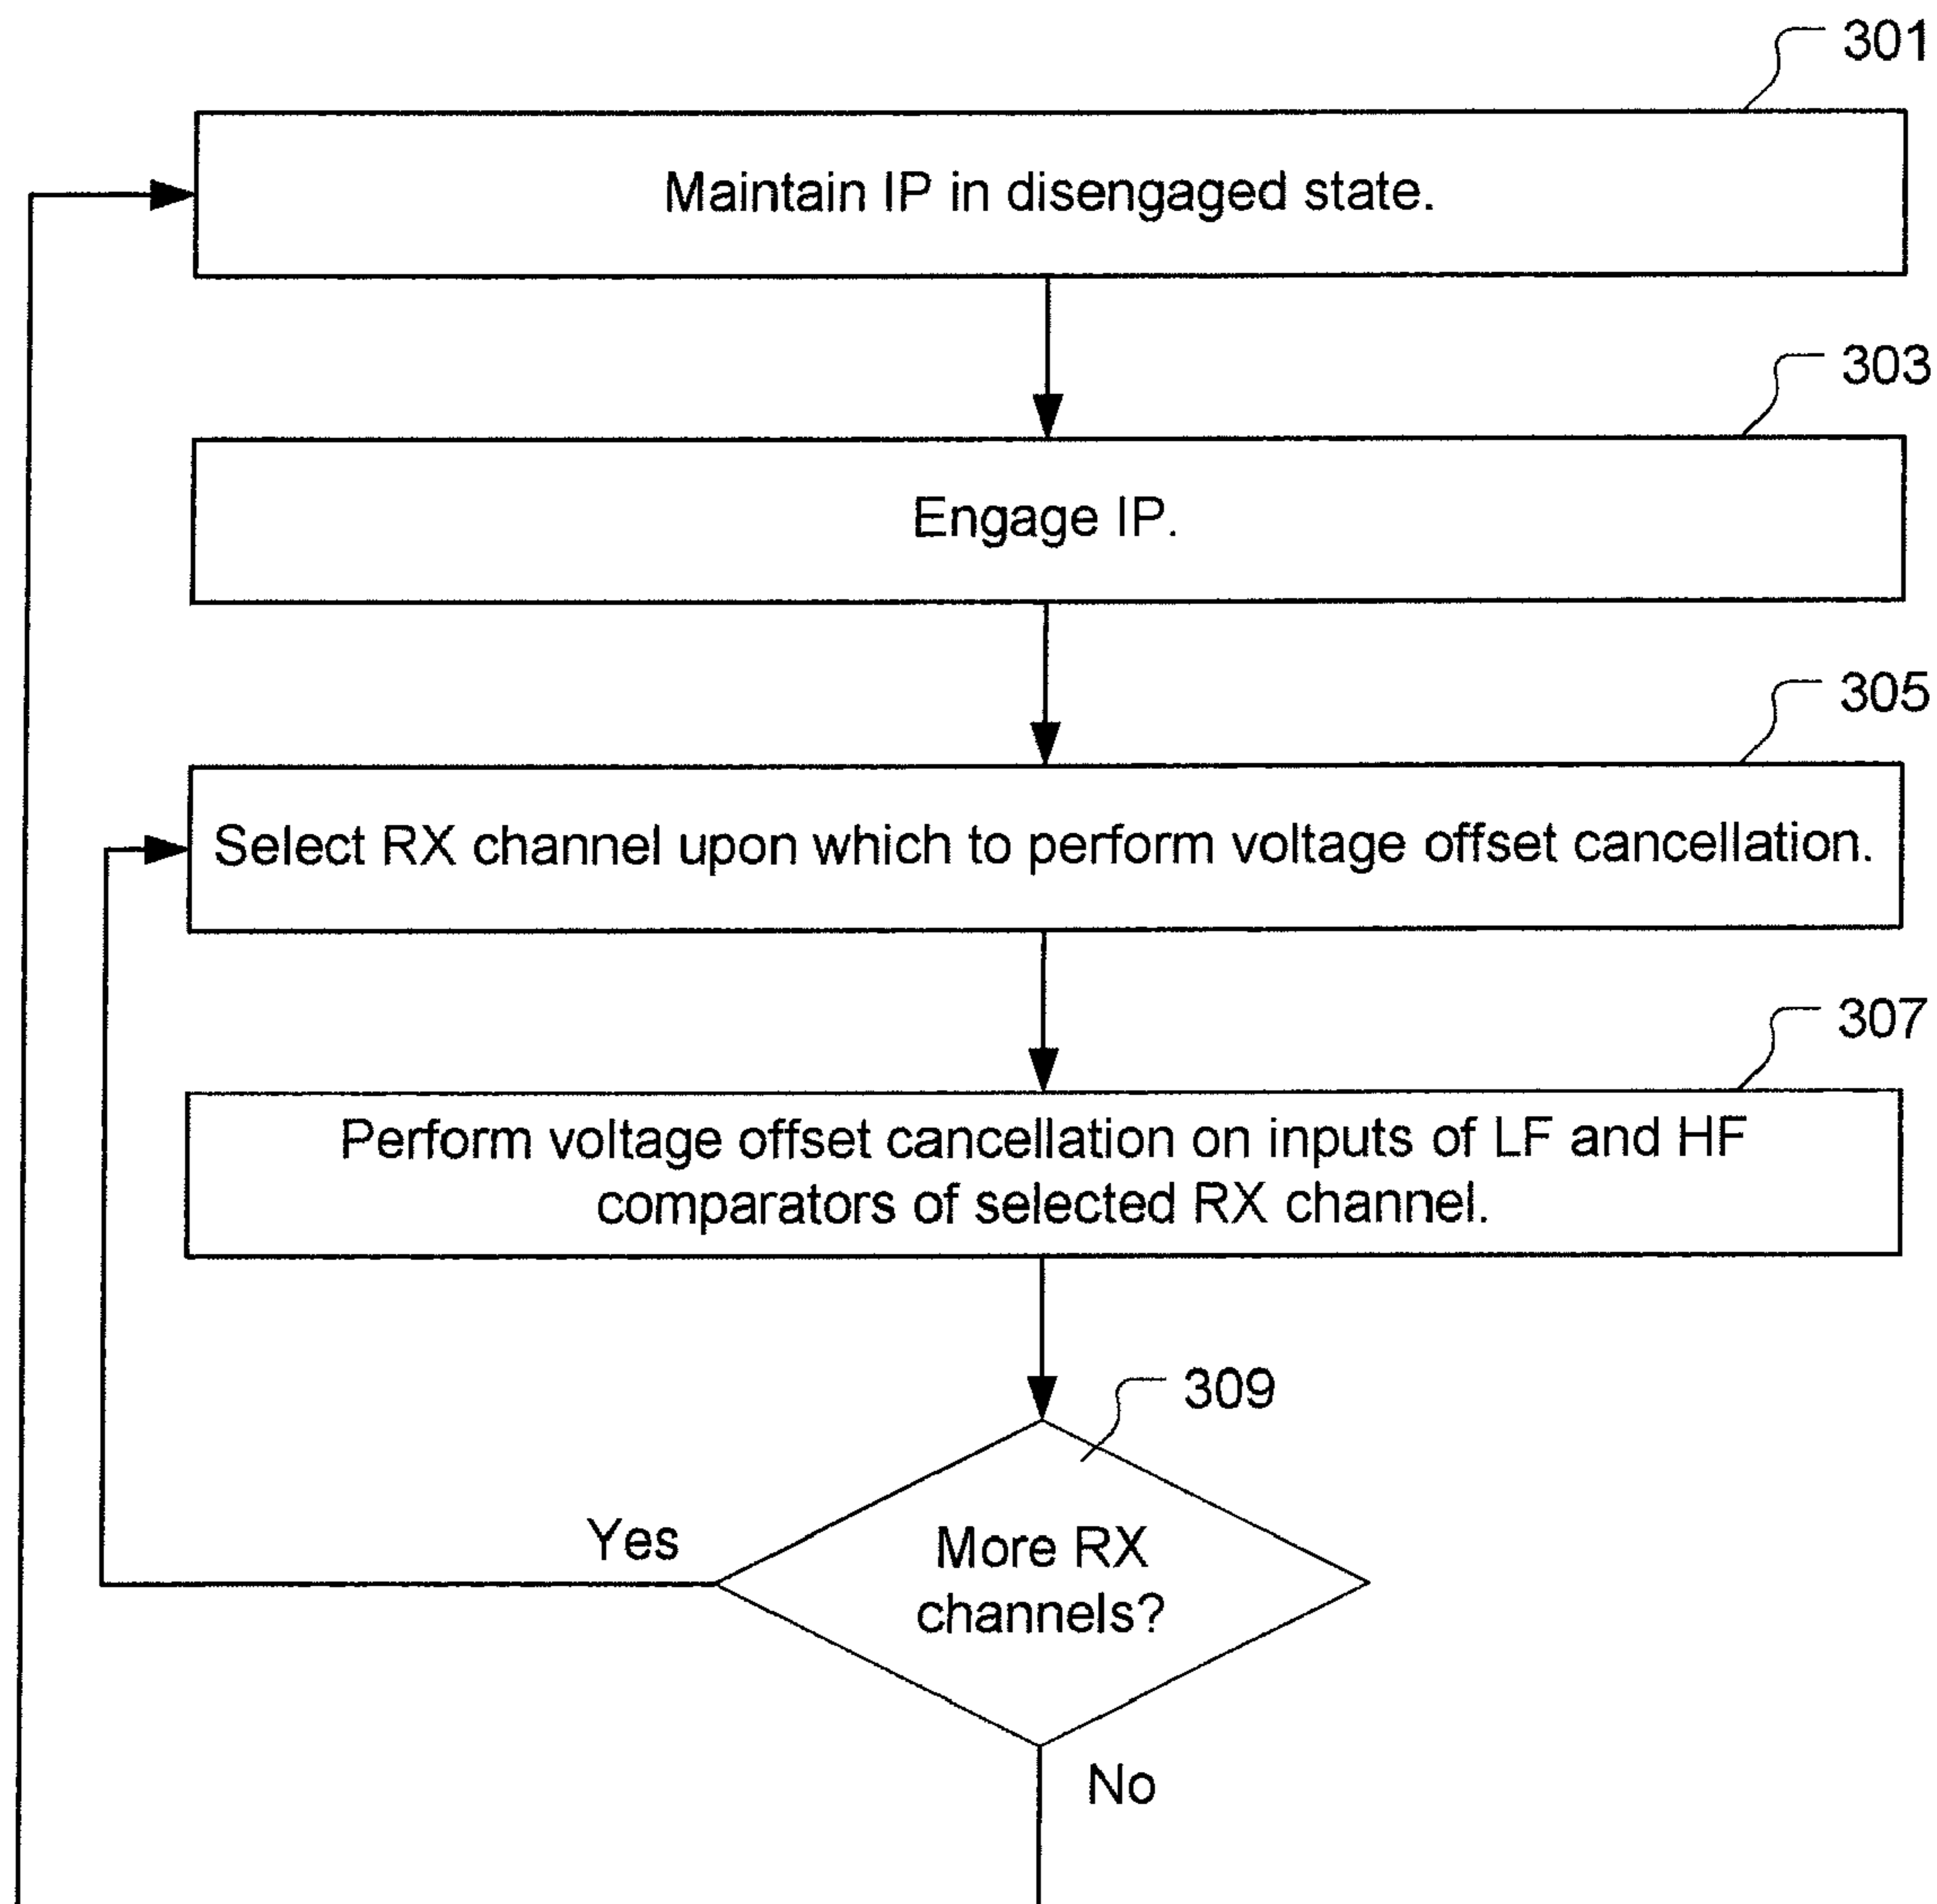 301
Maintain IP in disengaged state.
303
Engage IP.
305
Select RX channel upon which to perform voltage offset cancellation.
307
Perform voltage offset cancellation on inputs of LF and HF
comparators of selected RX channel.
309
Yes
More RX
channels?
No